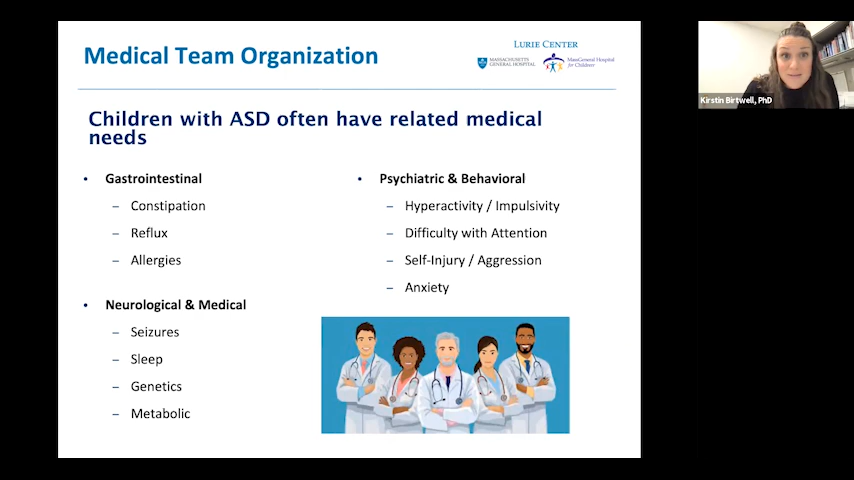 Medical Team Organization
LURIE CENTER
MASSACHUSETTS
GENERAL HOSPITAL
MassGeneral Hospital
for Children
Kirstin Birtwell, PhD
Children with ASD often have related medical
needs
• Gastrointestinal
– Constipation
– Reflux
– Allergies
• Neurological & Medical
– Seizures
– Sleep
– Genetics
– Metabolic
• Psychiatric & Behavioral
– Hyperactivity / Impulsivity
– Difficulty with Attention
– Self-Injury / Aggression
– Anxiety